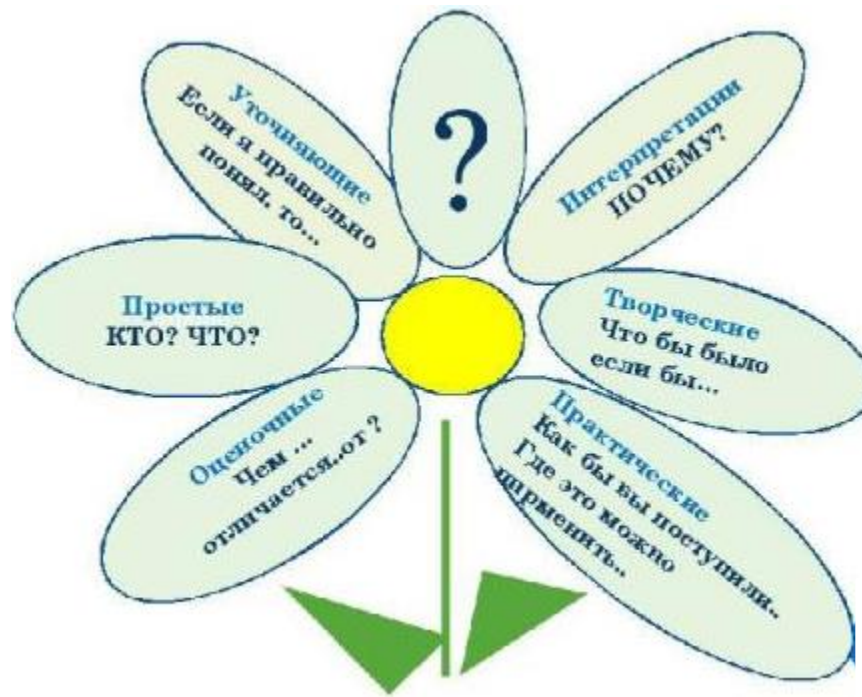 ?
Уточняющие
Если я правильно
понял, то...
Интерпретации
ПОЧЕМУ?
Простые
КТО? ЧТО?
Творческие
Что бы было
если бы...
Оценочные
Чем ...
отличается..от ?
Практические
Как бы вы поступили..
Где это можно
пирменить..